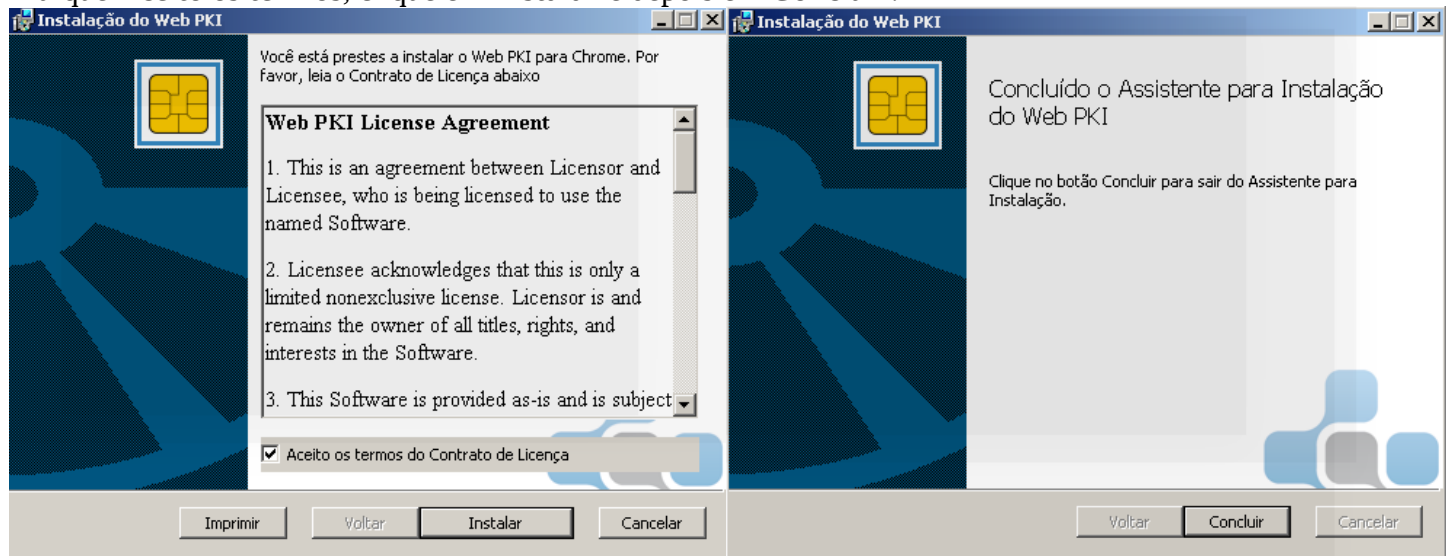 Instalação do Web PKI
Você está prestes a instalar o Web PKI para Chrome. Por
favor, leia o Contrato de Licença abaixo
Web PKI License Agreement
1. This is an agreement between Licensor and
Licensee, who is being licensed to use the
named Software.
2. Licensee acknowledges that this is only a
limited nonexclusive license. Licensor is and
remains the owner of all titles, rights, and
interests in the Software.
3. This Software is provided as-is and is subject
Aceito os termos do Contrato de Licença
Imprimir
Voltar
Instalar
Cancelar
Instalação do Web PKI
Concluído o Assistente para Instalação
do Web PKI
Clique no botão Concluir para sair do Assistente para
Instalação.
Voltar
Concluir
Cancelar